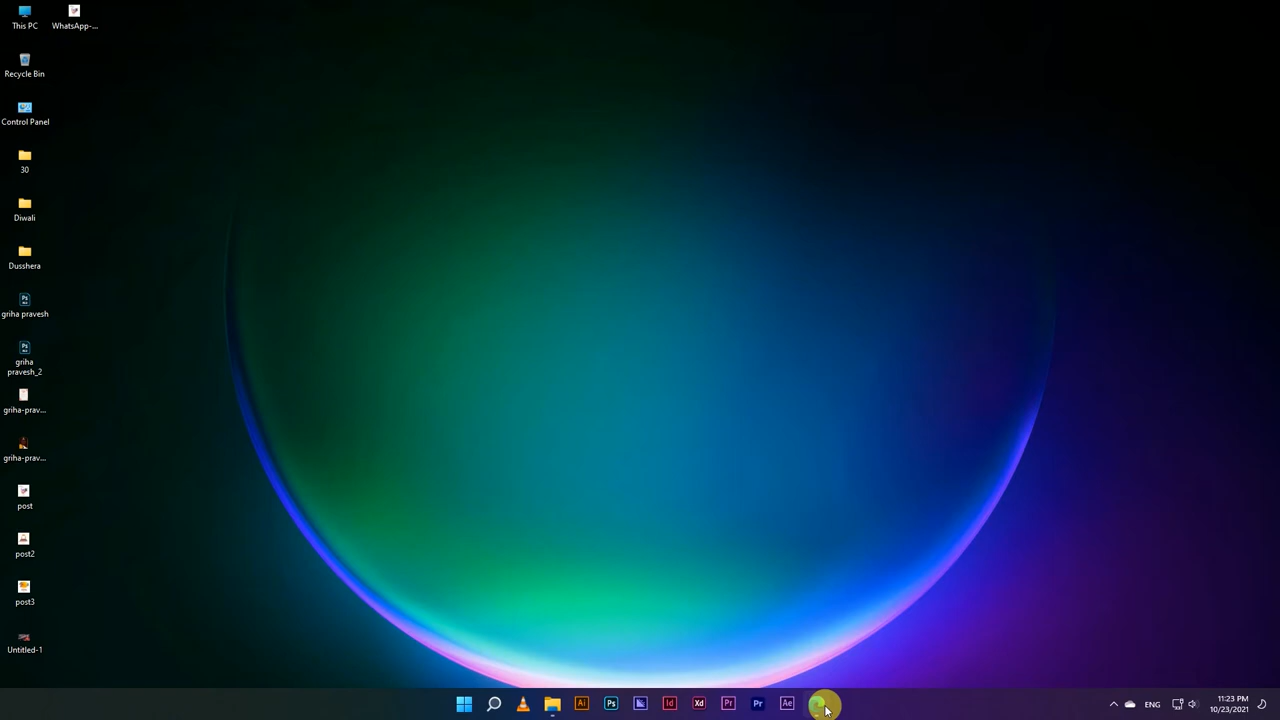 This PC
WhatsApp-...
Recycle Bin
Control Panel
30
Diwali
Dusshera
griha pravesh
griha
pravesh_2
griha-prav...
griha-prav...
post
post2
post3
Untitled-1
Ai
Ps
Id
Xd
Pr
Pr
Ae
ENG
11:23 PM
10/23/2021